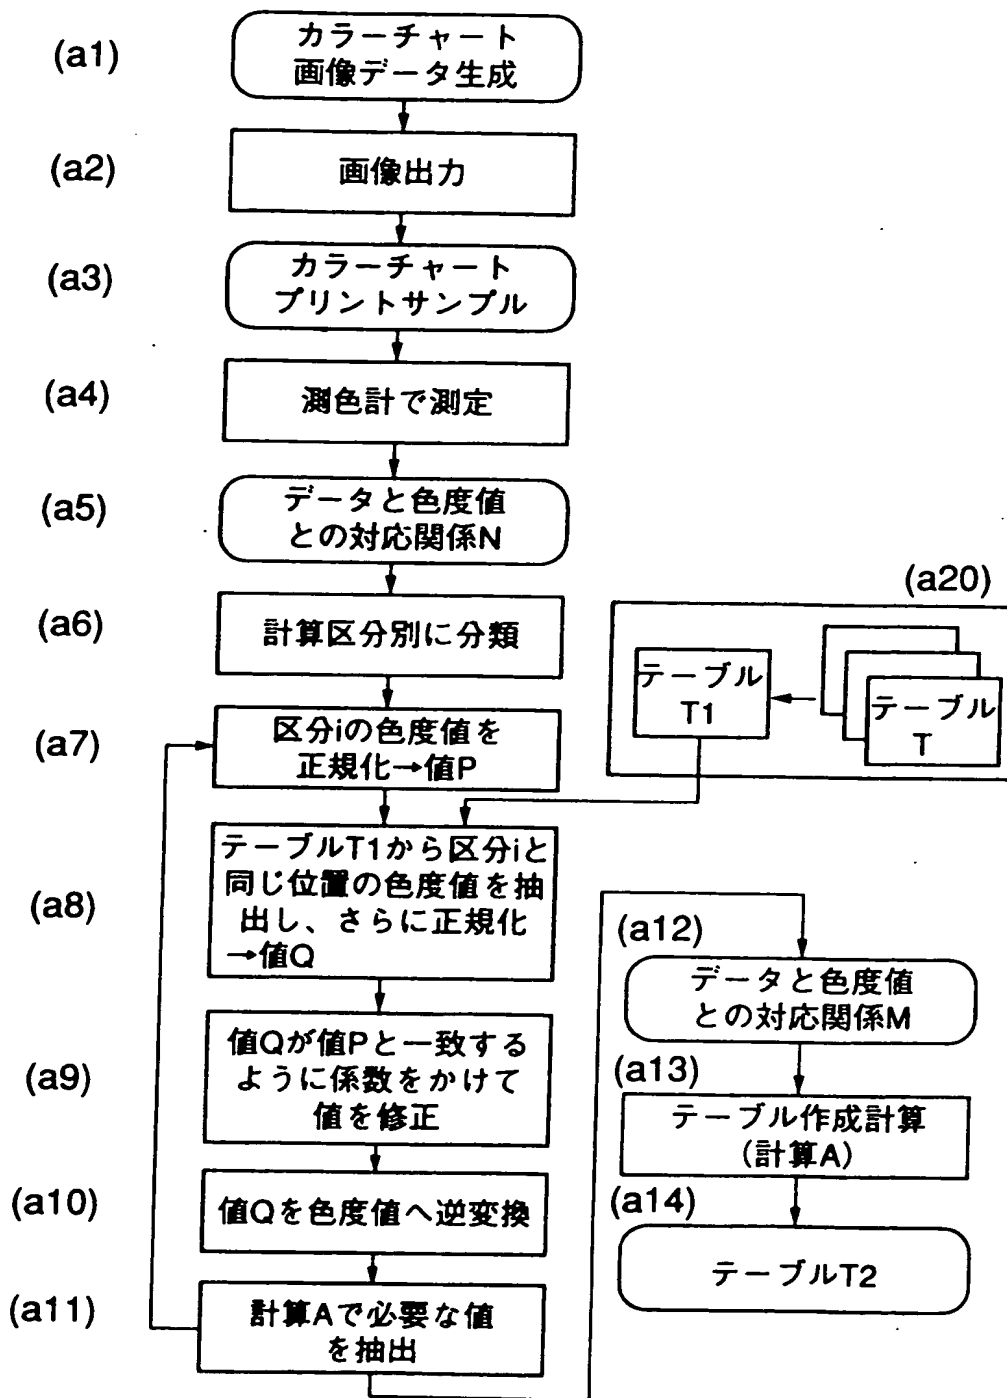 (a1)
カラーチャート
画像データ生成
(a2)
画像出力
(a3)
カラーチャート
プリントサンプル
(a4)
測色計で測定
(a5)
データと色度値
との対応関係N
(a6)
計算区分別に分類
(a7)
区分iの色度値を
正規化→値P
(a20)
テーブル
T1
テーブル
T
(a8)
テーブルT1から区分iと
同じ位置の色度値を抽
出し、さらに正規化
→値Q
(a9)
値Qが値Pと一致する
ように係数をかけて
値を修正
(a10)
値Qを色度値へ逆変換
(a11)
計算Aで必要な値
を抽出
(a12)
データと色度値
との対応関係M
(a13)
テーブル作成計算
(計算A)
(a14)
テーブルT2